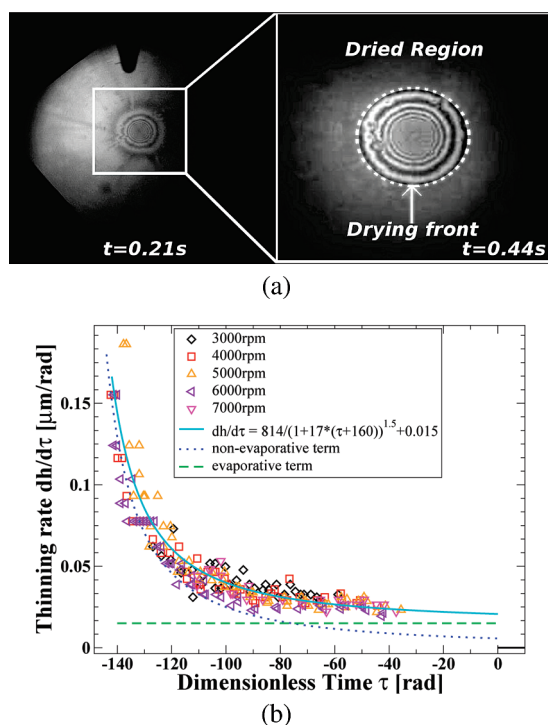 Dried Region
Drying front
t=0.21s
t=0.44s
(a)
Thinning rate dh/dτ [µm/rad]
0.15
0.10
0.05
0
3000rpm
4000rpm
5000rpm
6000rpm
7000rpm
dh/dτ = 814/(1+17*(τ+160))^1.5+0.015
non-evaporative term
evaporative term
-140 -120 -100 -80 -60 -40 -20 0
Dimensionless Time τ [rad]
(b)